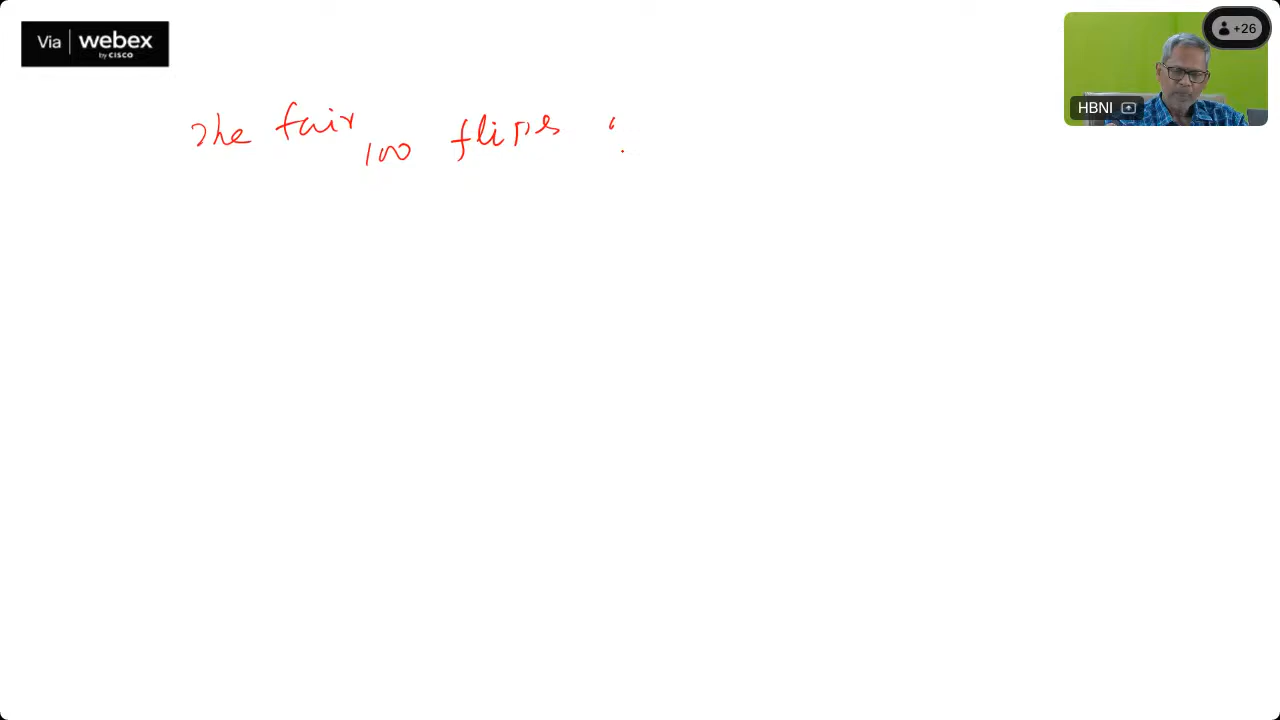 Via webex
by CISCO
+26
HBNI
The fair
100 flips :